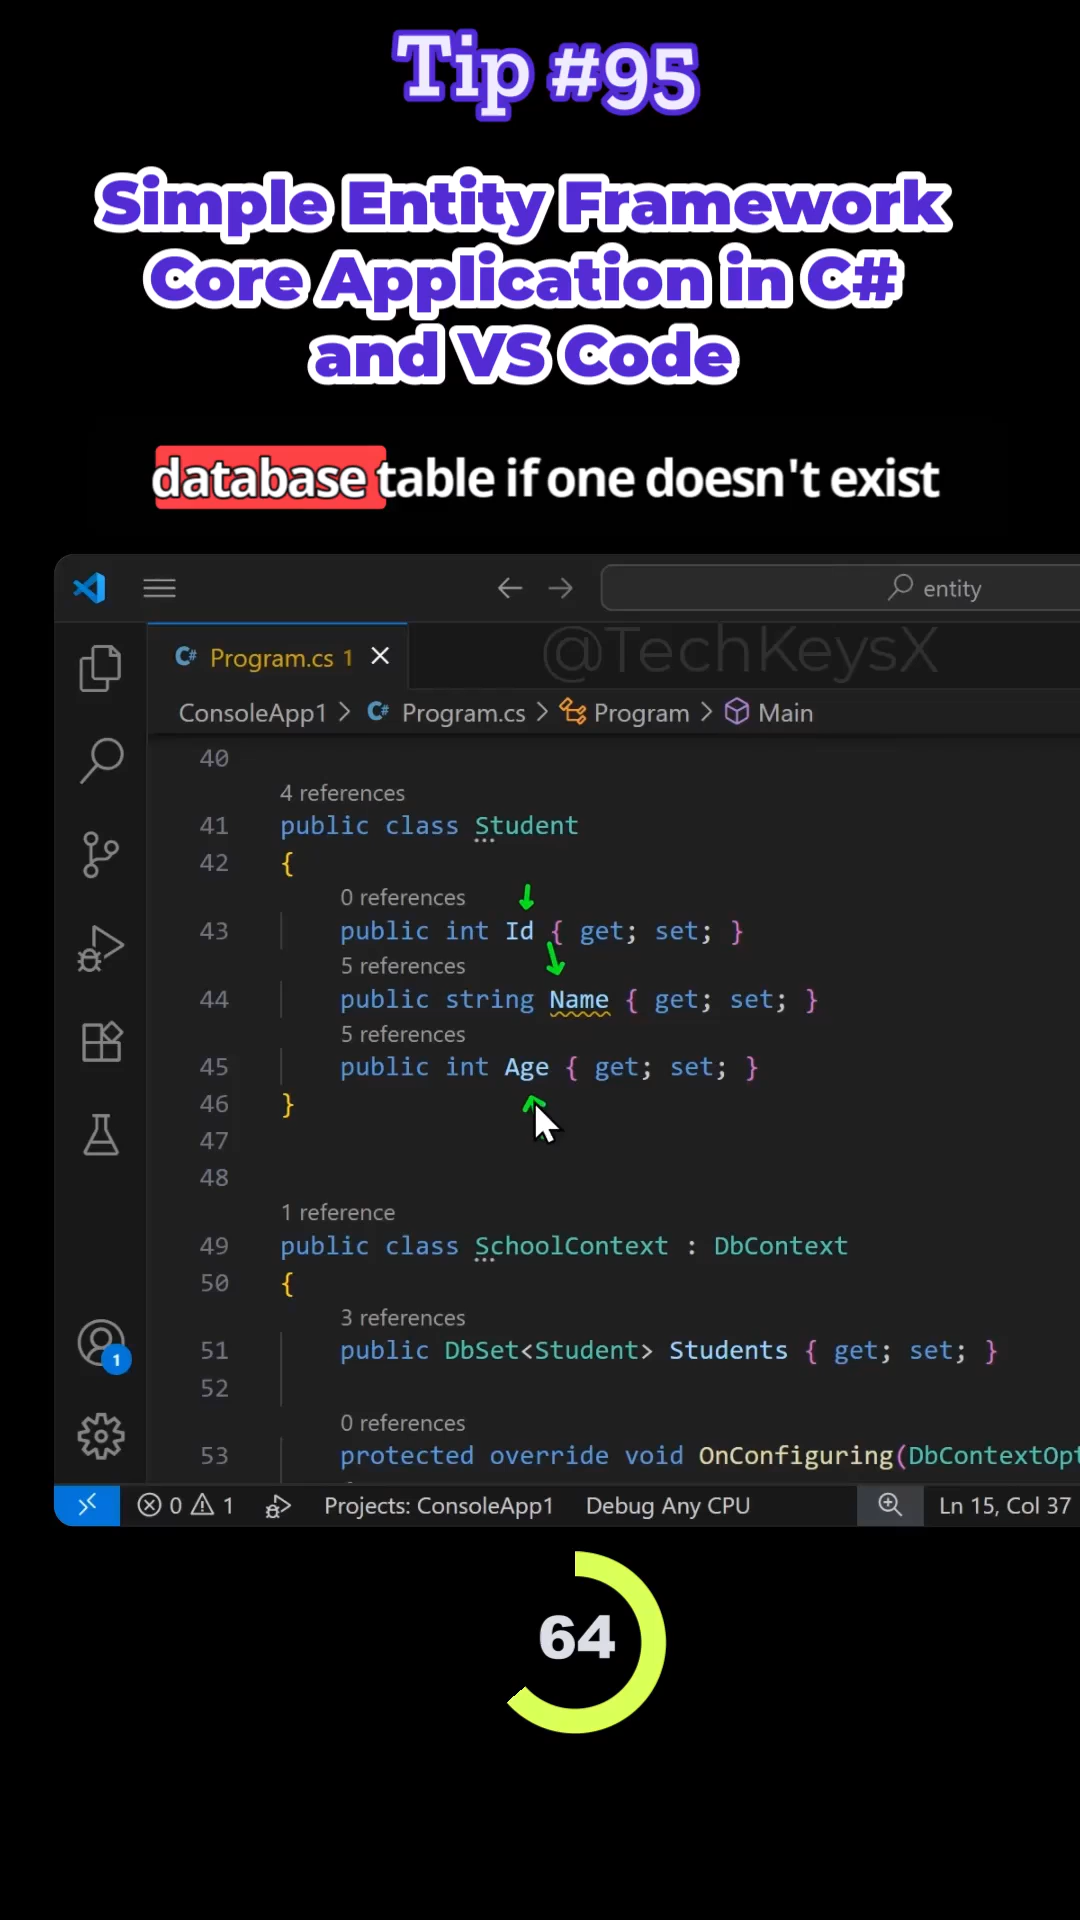 Tip #95
Simple Entity Framework
Core Application in C#
and VS Code
database table if one doesn't exist
entity
C# Program.cs 1
@TechKeysX
ConsoleApp1 > C# Program.cs > Program > Main
40
4 references
41 public class Student
42 {
0 references
43 public int Id { get; set; }
5 references
44 public string Name { get; set; }
5 references
45 public int Age { get; set; }
46 }
47
48
1 reference
49 public class SchoolContext : DbContext
50 {
3 references
51 public DbSet<Student> Students { get; set; }
52
0 references
53 protected override void OnConfiguring(DbContextOpt
1
0 1 Projects: ConsoleApp1 Debug Any CPU Ln 15, Col 37
64